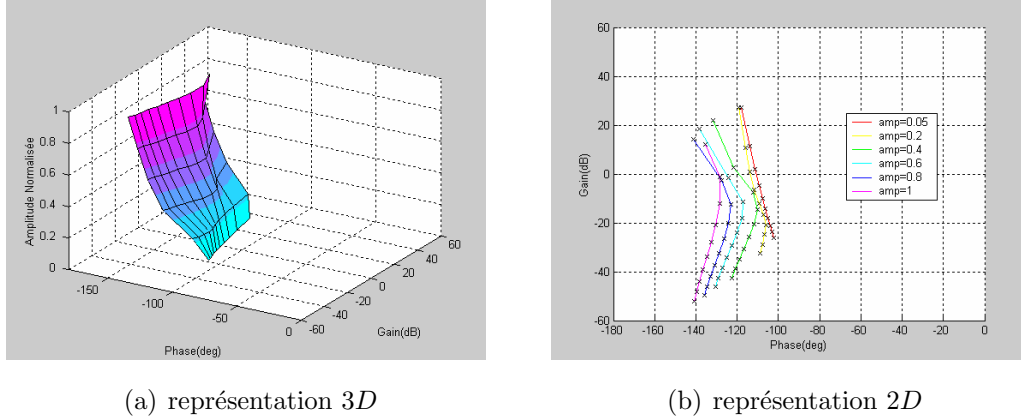 1
0.8
0.6
0.4
0.2
0
Amplitude Normalisée
-150
-100
-50
0
Phase(deg)
-60
-40
-20
0
20
40
60
Gain(dB)
60
40
20
0
-20
-40
-60
Gain(dB)
-180
-160
-140
-120
-100
-80
-60
-40
-20
0
Phase(deg)
amp=0.05
amp=0.2
amp=0.4
amp=0.6
amp=0.8
amp=1
(a) représentation 3D
(b) représentation 2D